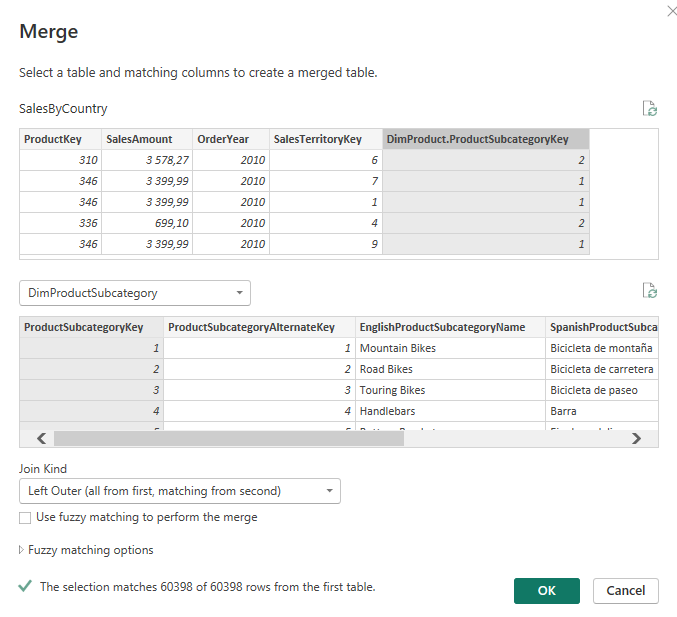 Merge
Select a table and matching columns to create a merged table.
SalesByCountry
ProductKey SalesAmount OrderYear SalesTerritoryKey DimProduct.ProductSubcategoryKey
310 3 578,27 2010 6 2
346 3 399,99 2010 7 1
346 3 399,99 2010 1 1
336 699,10 2010 4 2
346 3 399,99 2010 9 1
DimProductSubcategory
ProductSubcategoryKey ProductSubcategoryAlternateKey EnglishProductSubcategoryName SpanishProductSubca
1 1 Mountain Bikes Bicicleta de montaña
2 2 Road Bikes Bicicleta de carretera
3 3 Touring Bikes Bicicleta de paseo
4 4 Handlebars Barra
Join Kind
Left Outer (all from first, matching from second)
Use fuzzy matching to perform the merge
Fuzzy matching options
The selection matches 60398 of 60398 rows from the first table.
OK Cancel